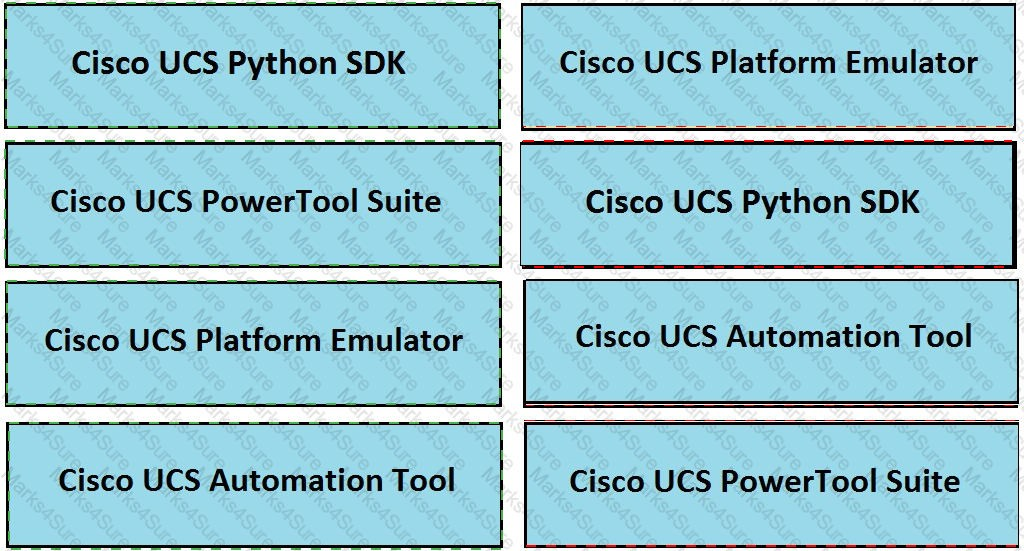 Cisco UCS Python SDK
Cisco UCS Platform Emulator
Cisco UCS PowerTool Suite
Cisco UCS Python SDK
Cisco UCS Platform Emulator
Cisco UCS Automation Tool
Cisco UCS Automation Tool
Cisco UCS PowerTool Suite
Marks4Sure